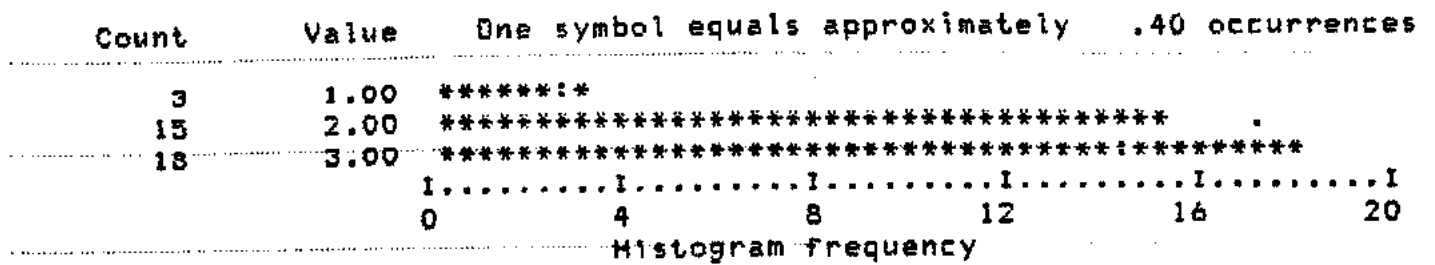 Count Value One symbol equals approximately .40 occurrences
3 1.00 ******:*
15 2.00 ************************************** .
18 3.00 ***********************************:*********
I.........I.........I.........I.........I.........I
0 4 8 12 16 20
Histogram frequency